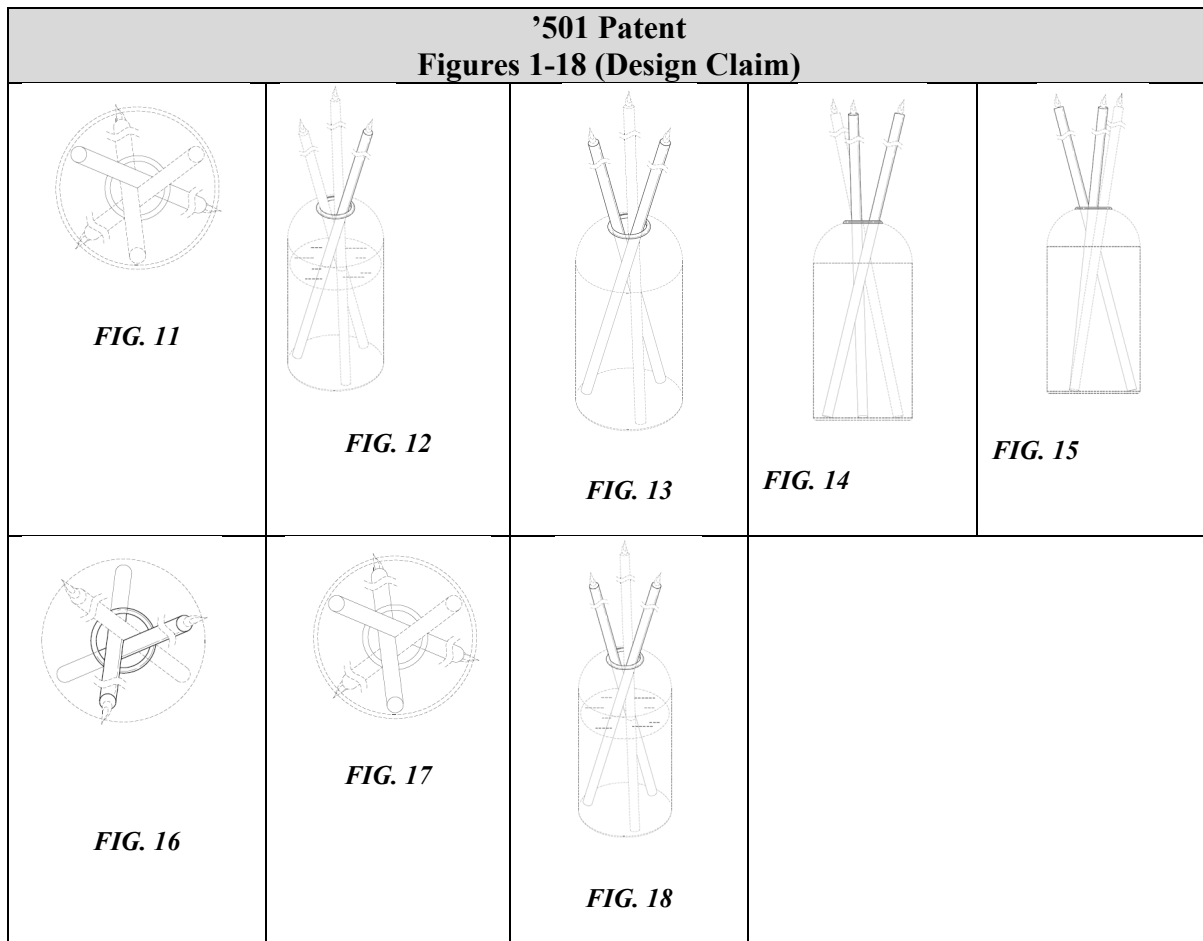 ’501 Patent
Figures 1-18 (Design Claim)
FIG. 11
FIG. 12
FIG. 13
FIG. 14
FIG. 15
FIG. 16
FIG. 17
FIG. 18